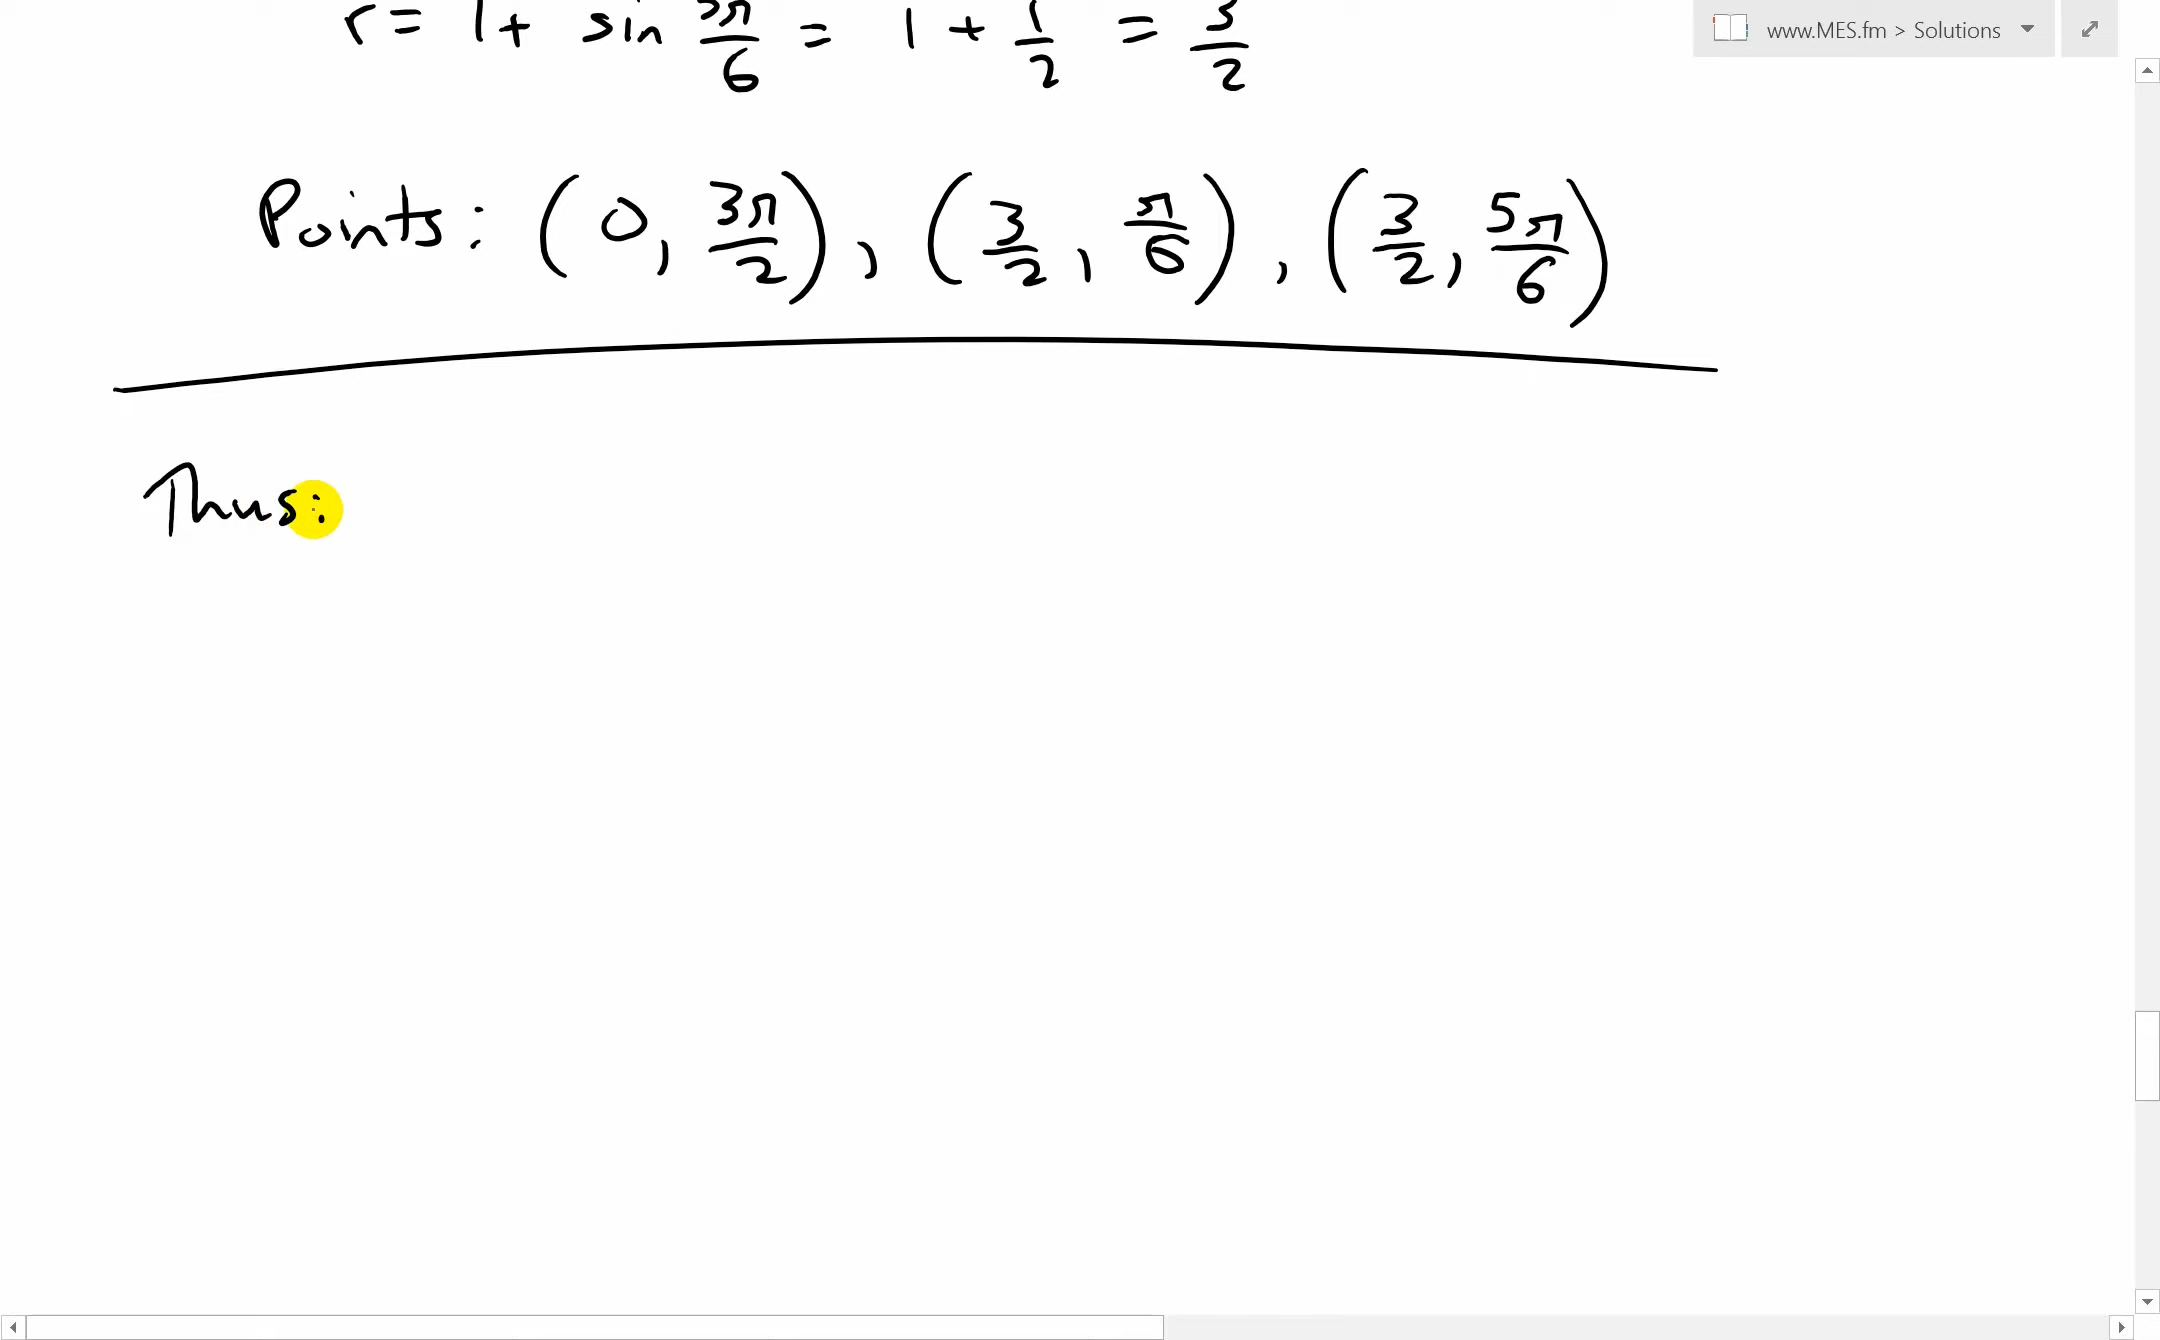 r = 1 + sin 5π/6 = 1 + 1/2 = 3/2
www.MES.fm > Solutions
Points: (0, 3π/2), (3/2, π/6), (3/2, 5π/6)
Thus: